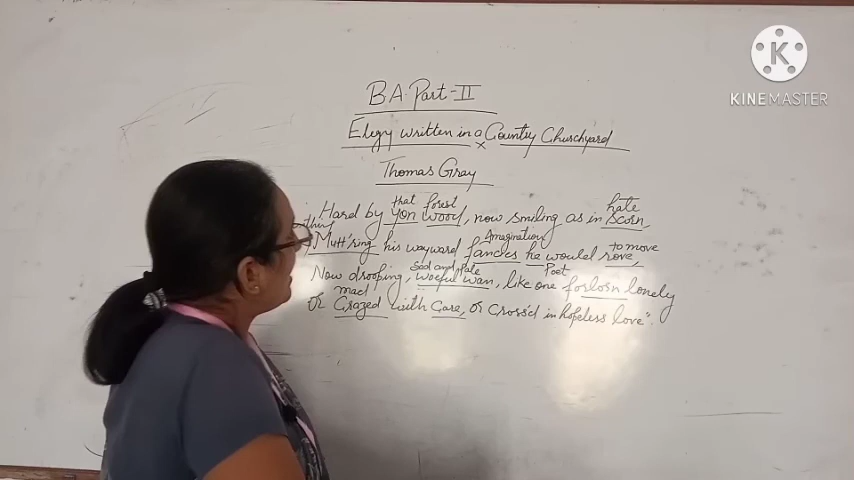 KINEMASTER
BA. Part-II
Elegy written in a Country Churchyard
Thomas Gray
that forest hate
Hard by yon wood, now smiling as in scorn,
Amagination to move
Mutt'ring his wayward fancies he would rove,
Sad and Pale Poet
Now drooping, woeful wan, like one forlorn lonely
mad
or Crazed with Care, or Cross'd in hopeless love".